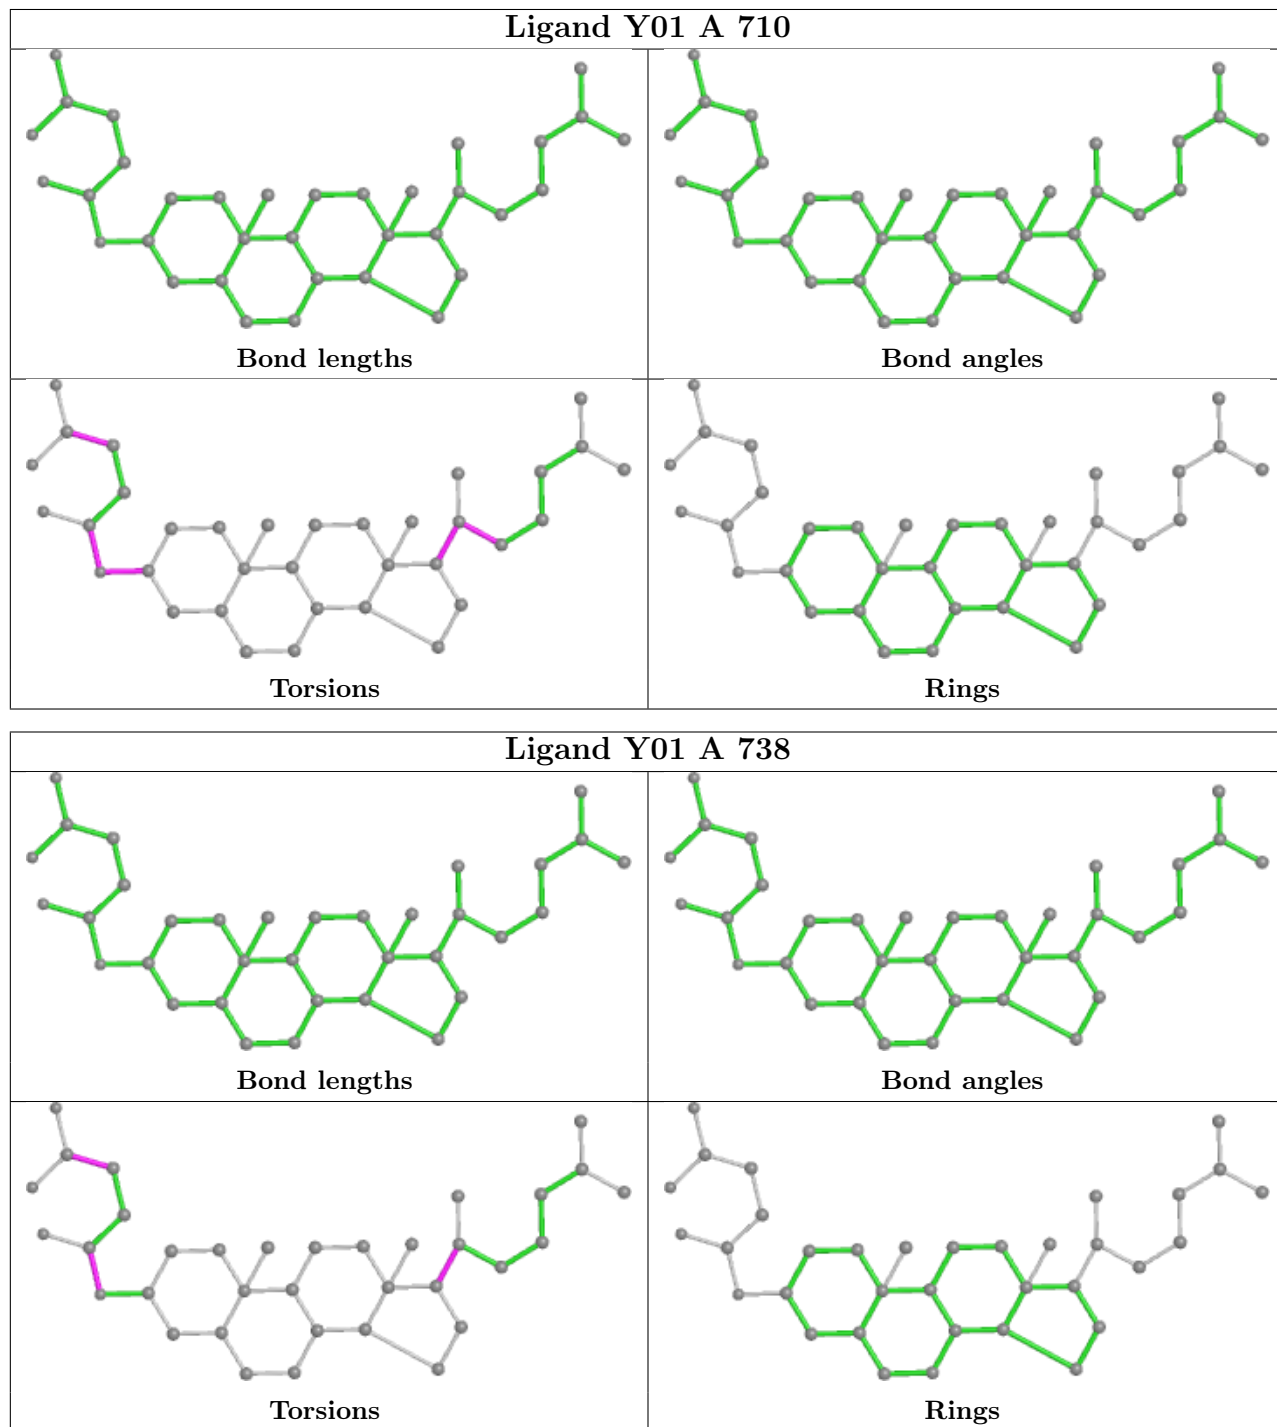 Ligand Y01 A 710
Bond lengths
Bond angles
Torsions
Rings
Ligand Y01 A 738
Bond lengths
Bond angles
Torsions
Rings